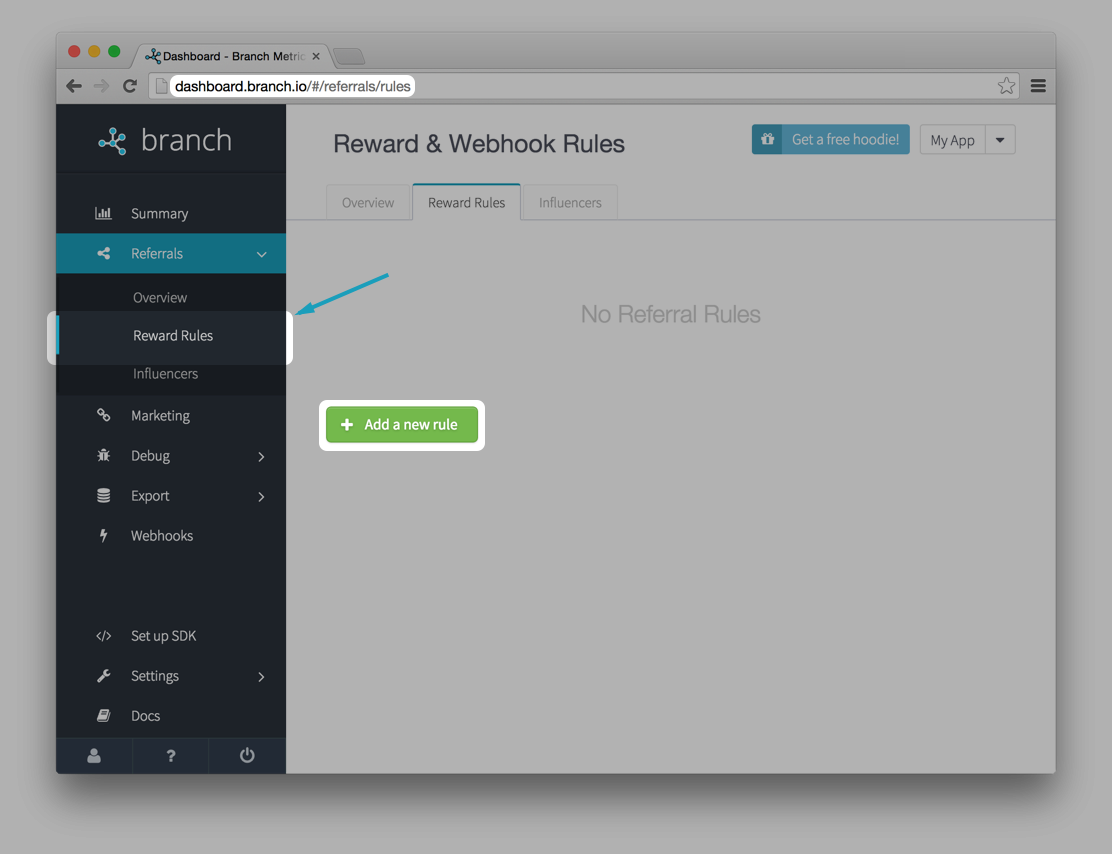 Dashboard - Branch Metric
dashboard.branch.io/#/referrals/rules
branch
Reward & Webhook Rules
Get a free hoodie!
My App
Overview
Reward Rules
Influencers
Summary
Referrals
Overview
Reward Rules
Influencers
Marketing
Debug
Export
Webhooks
Set up SDK
Settings
Docs
?
No Referral Rules
Add a new rule